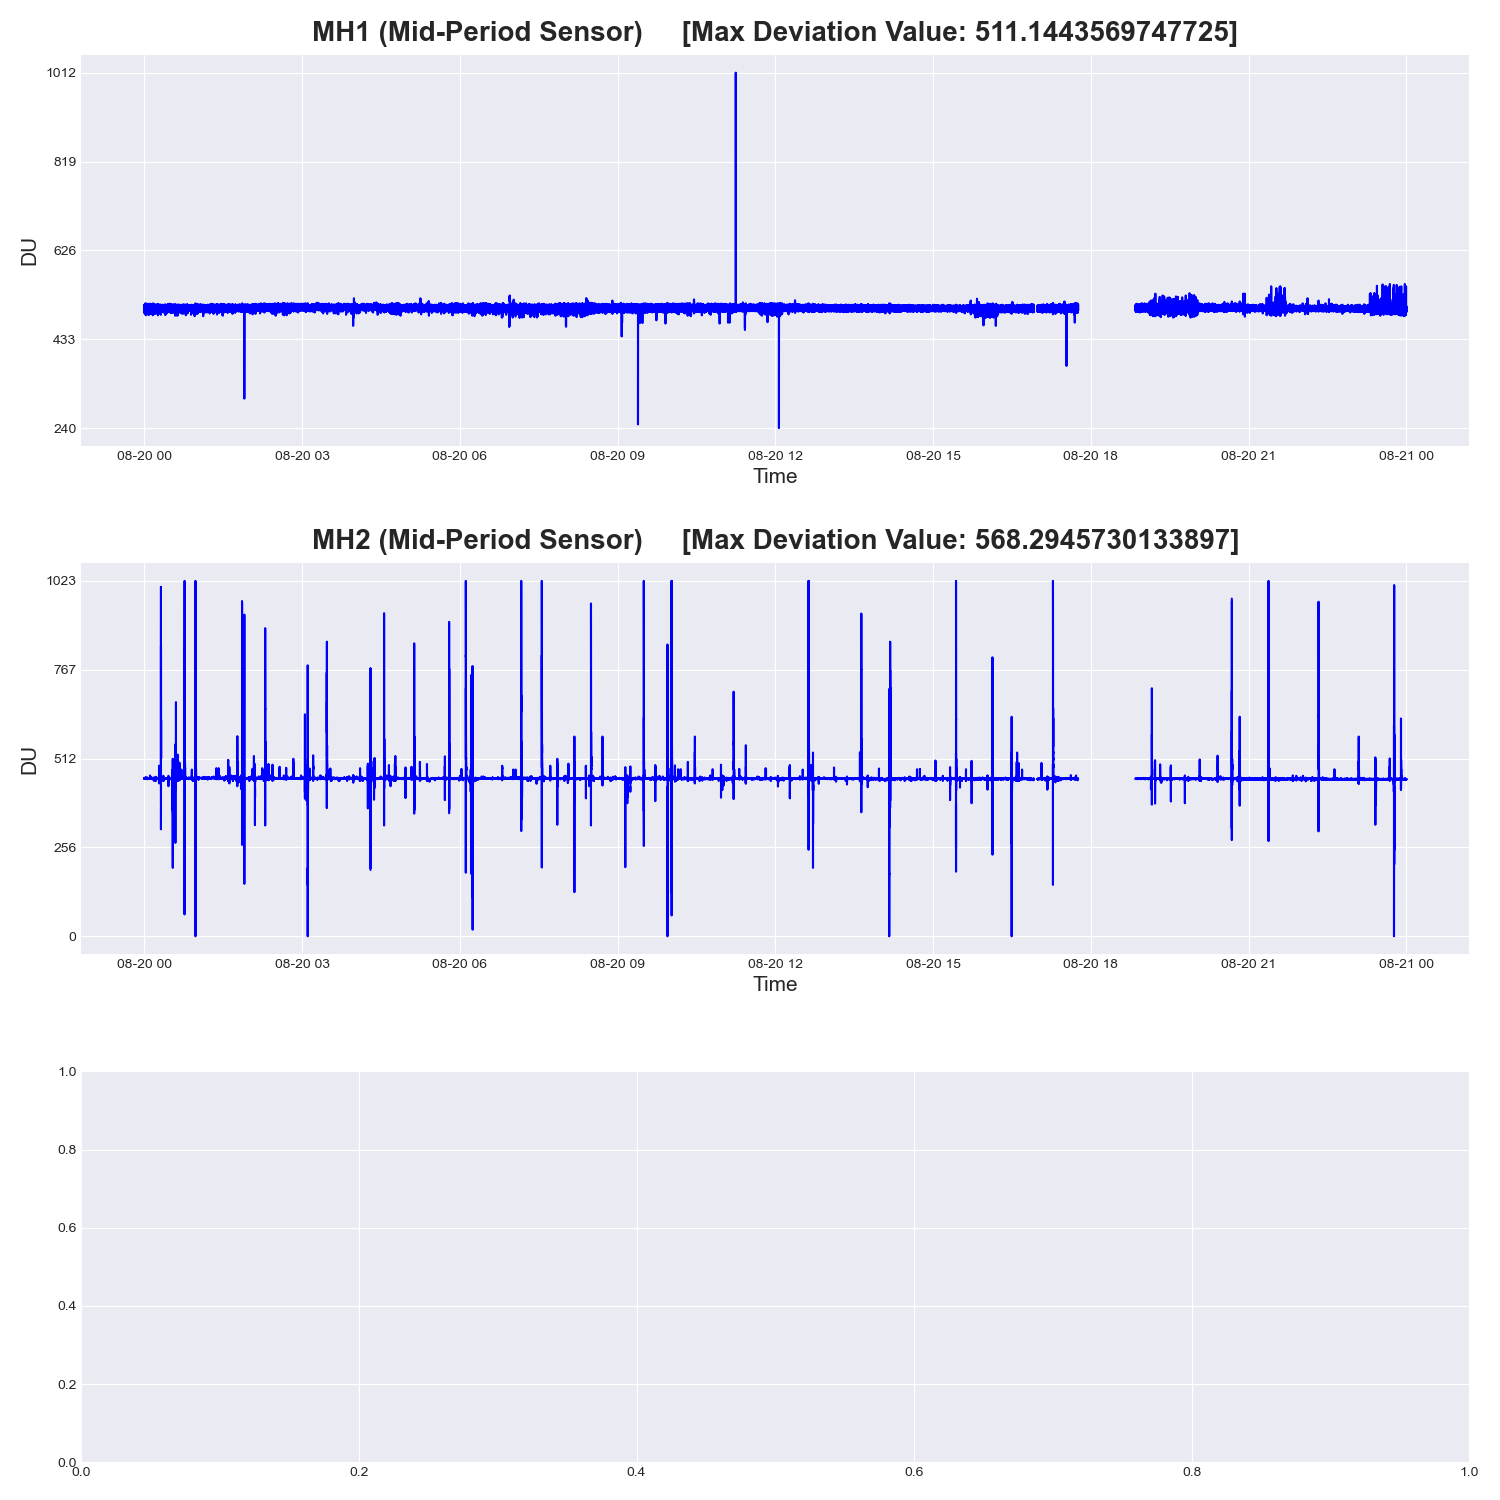 MH1 (Mid-Period Sensor) [Max Deviation Value: 511.1443569747725]
1012
819
626
433
240
DU
08-20 00 08-20 03 08-20 06 08-20 09 08-20 12 08-20 15 08-20 18 08-20 21 08-21 00
Time
MH2 (Mid-Period Sensor) [Max Deviation Value: 568.2945730133897]
1023
767
512
256
0
DU
08-20 00 08-20 03 08-20 06 08-20 09 08-20 12 08-20 15 08-20 18 08-20 21 08-21 00
Time
1.0
0.8
0.6
0.4
0.2
0.0
0.0 0.2 0.4 0.6 0.8 1.0